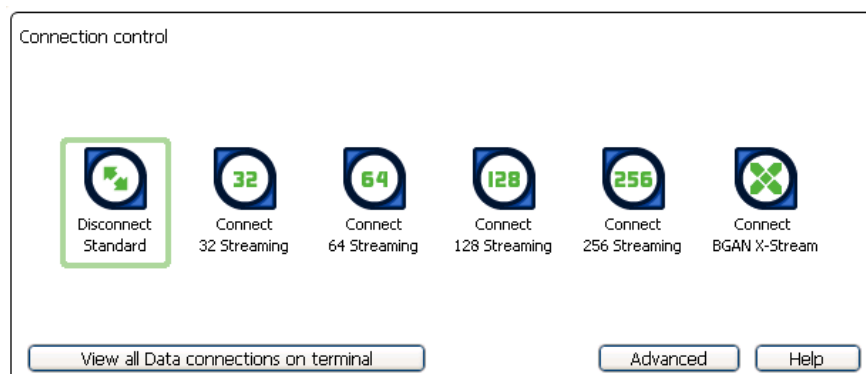 Connection control
32
64
128
256
Disconnect
Standard
Connect
32 Streaming
Connect
64 Streaming
Connect
128 Streaming
Connect
256 Streaming
Connect
BGAN X-Stream
View all Data connections on terminal
Advanced
Help